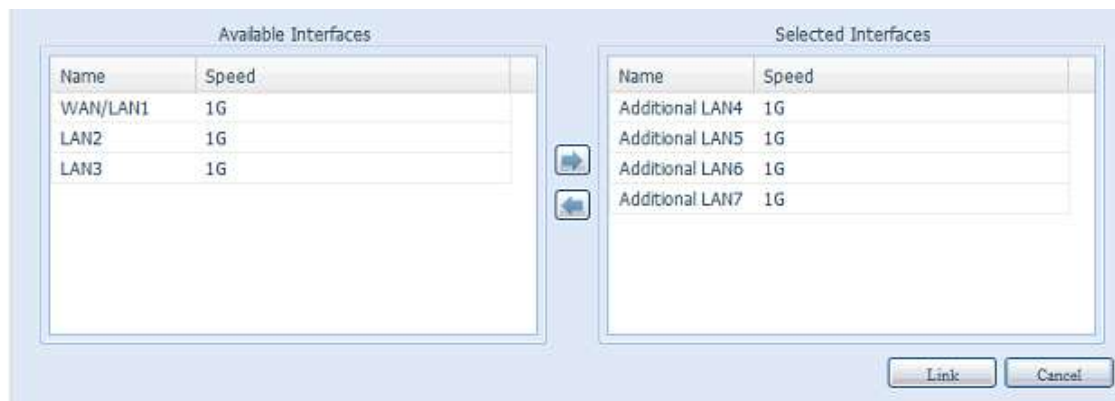 Available Interfaces
Name Speed
WAN/LAN1 1G
LAN2 1G
LAN3 1G
Selected Interfaces
Name Speed
Additional LAN4 1G
Additional LAN5 1G
Additional LAN6 1G
Additional LAN7 1G
Link Cancel